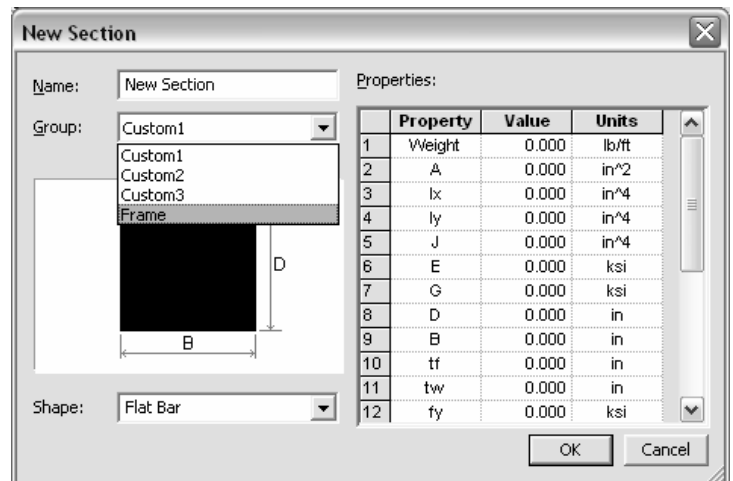 New Section
Name: New Section
Group: Custom1
Custom1
Custom2
Custom3
Frame
D
B
Shape: Flat Bar
Properties:
Property Value Units
1 Weight 0.000 lb/ft
2 A 0.000 in^2
3 Ix 0.000 in^4
4 Iy 0.000 in^4
5 J 0.000 in^4
6 E 0.000 ksi
7 G 0.000 ksi
8 D 0.000 in
9 B 0.000 in
10 tf 0.000 in
11 tw 0.000 in
12 fy 0.000 ksi
OK Cancel